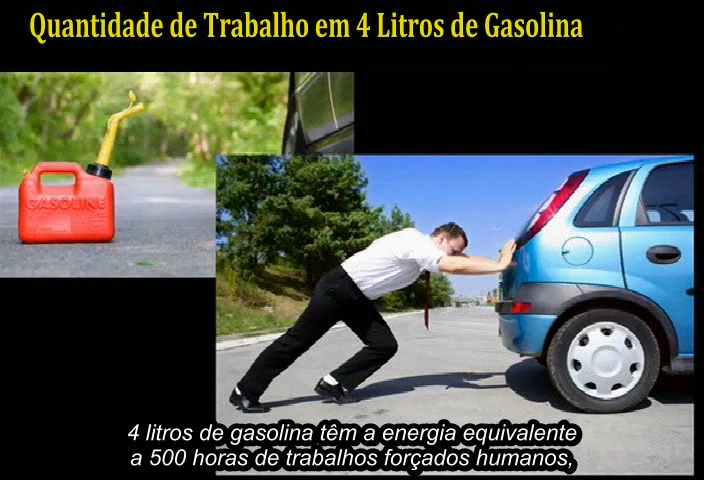 Quantidade de Trabalho em 4 Litros de Gasolina
GASOLINE
4 litros de gasolina têm a energia equivalente
a 500 horas de trabalhos forçados humanos,